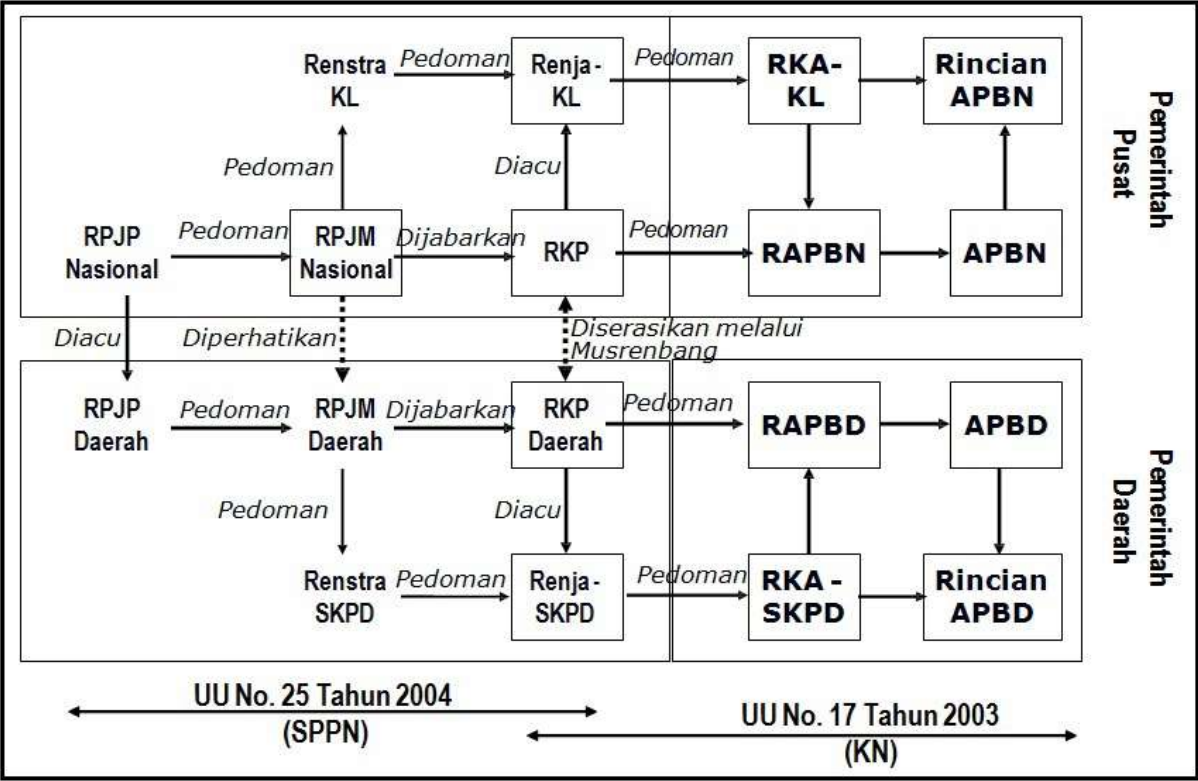 Renstra
KL
Pedoman
Renja -
KL
Pedoman
RKA-
KL
Rincian
APBN
Pedoman
Diacu
RPJP
Nasional
Pedoman
RPJM
Nasional
Dijabarkan
RKP
Pedoman
RAPBN
APBN
Pemerintah
Pusat
Diacu
Diperhatikan
Diserasikan melalui
Musrenbang
RPJP
Daerah
Pedoman
RPJM
Daerah
Dijabarkan
RKP
Daerah
Pedoman
RAPBD
APBD
Pedoman
Diacu
Renstra
SKPD
Pedoman
Renja-
SKPD
Pedoman
RKA -
SKPD
Rincian
APBD
Pemerintah
Daerah
UU No. 25 Tahun 2004
(SPPN)
UU No. 17 Tahun 2003
(KN)